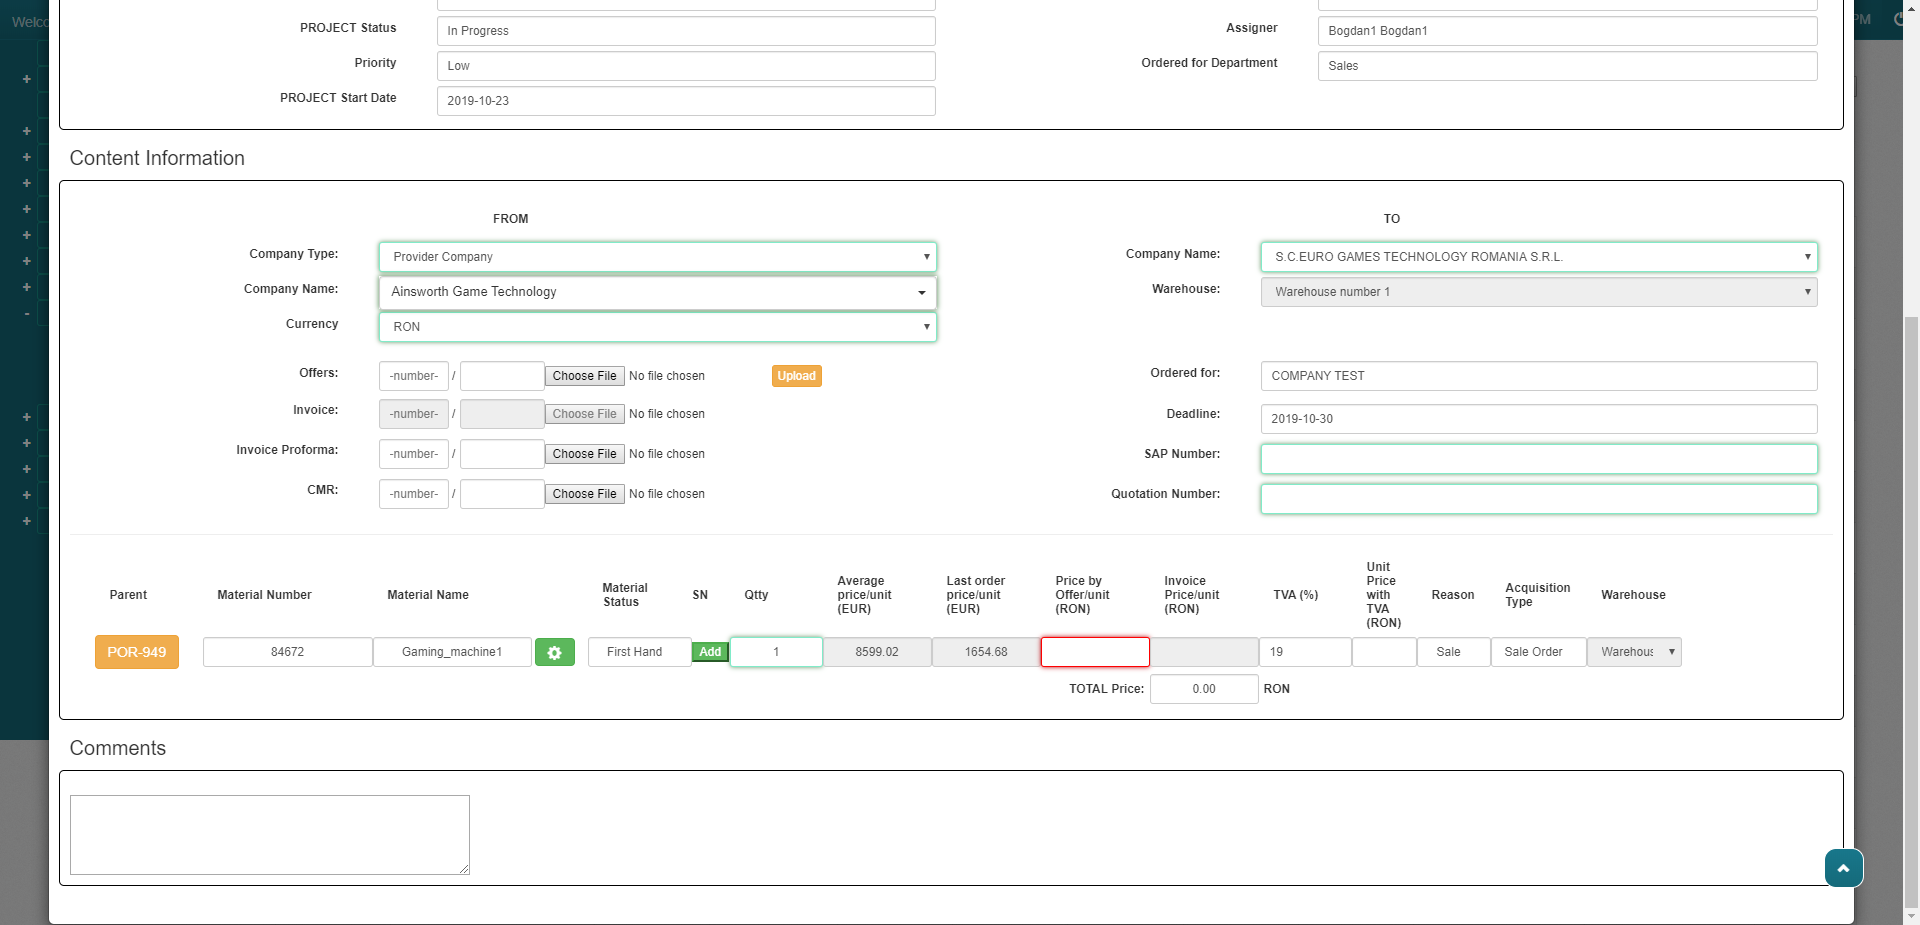 Welc
PM
PROJECT Status
In Progress
Assigner
Bogdan1 Bogdan1
Priority
Low
Ordered for Department
Sales
PROJECT Start Date
2019-10-23
Content Information
FROM
TO
Company Type:
Provider Company
Company Name:
S.C.EURO GAMES TECHNOLOGY ROMANIA S.R.L.
Company Name:
Ainsworth Game Technology
Warehouse:
Warehouse number 1
Currency
RON
Offers:
-number- / Choose File No file chosen
Upload
Ordered for:
COMPANY TEST
Invoice:
-number- / Choose File No file chosen
Deadline:
2019-10-30
Invoice Proforma:
-number- / Choose File No file chosen
SAP Number:
CMR:
-number- / Choose File No file chosen
Quotation Number:
Parent
Material Number
Material Name
Material
Status
SN
Qtty
Average
price/unit
(EUR)
Last order
price/unit
(EUR)
Price by
Offer/unit
(RON)
Invoice
Price/unit
(RON)
TVA (%)
Unit
Price
with
TVA
(RON)
Reason
Acquisition
Type
Warehouse
POR-949
84672
Gaming_machine1
First Hand
Add
1
8599.02
1654.68
19
Sale
Sale Order
Warehous
TOTAL Price:
0.00
RON
Comments